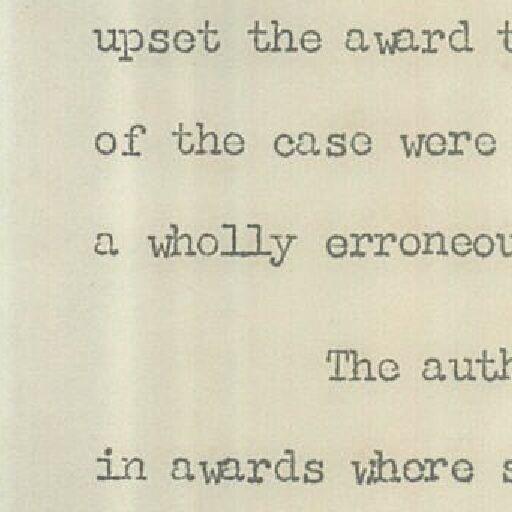 upset the award t
of the case were
a wholly erroneou
The auth
in awards where s